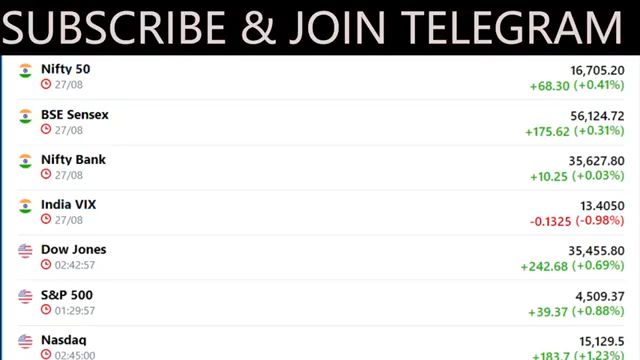 SUBSCRIBE & JOIN TELEGRAM
Nifty 50 16,705.20
27/08 +68.30 (+0.41%)
BSE Sensex 56,124.72
27/08 +175.62 (+0.31%)
Nifty Bank 35,627.80
27/08 +10.25 (+0.03%)
India VIX 13.4050
27/08 -0.1325 (-0.98%)
Dow Jones 35,455.80
02:42:57 +242.68 (+0.69%)
S&P 500 4,509.37
01:29:57 +39.37 (+0.88%)
Nasdaq 15,129.5
02:45:00 +183.7 (+1.23%)